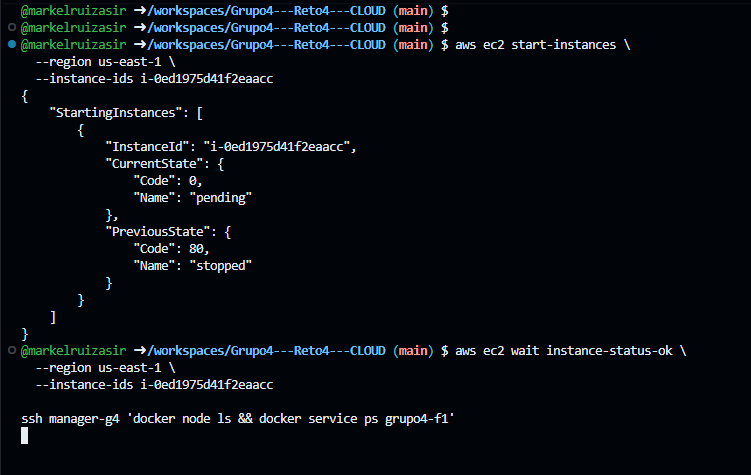 @markelruizasir ➜/workspaces/Grupo4---Reto4---CLOUD (main) $
@markelruizasir ➜/workspaces/Grupo4---Reto4---CLOUD (main) $
@markelruizasir ➜/workspaces/Grupo4---Reto4---CLOUD (main) $ aws ec2 start-instances \
  --region us-east-1 \
  --instance-ids i-0ed1975d41f2eaacc
{
    "StartingInstances": [
        {
            "InstanceId": "i-0ed1975d41f2eaacc",
            "CurrentState": {
                "Code": 0,
                "Name": "pending"
            },
            "PreviousState": {
                "Code": 80,
                "Name": "stopped"
            }
        }
    ]
}
@markelruizasir ➜/workspaces/Grupo4---Reto4---CLOUD (main) $ aws ec2 wait instance-status-ok \
  --region us-east-1 \
  --instance-ids i-0ed1975d41f2eaacc

ssh manager-g4 'docker node ls && docker service ps grupo4-f1'